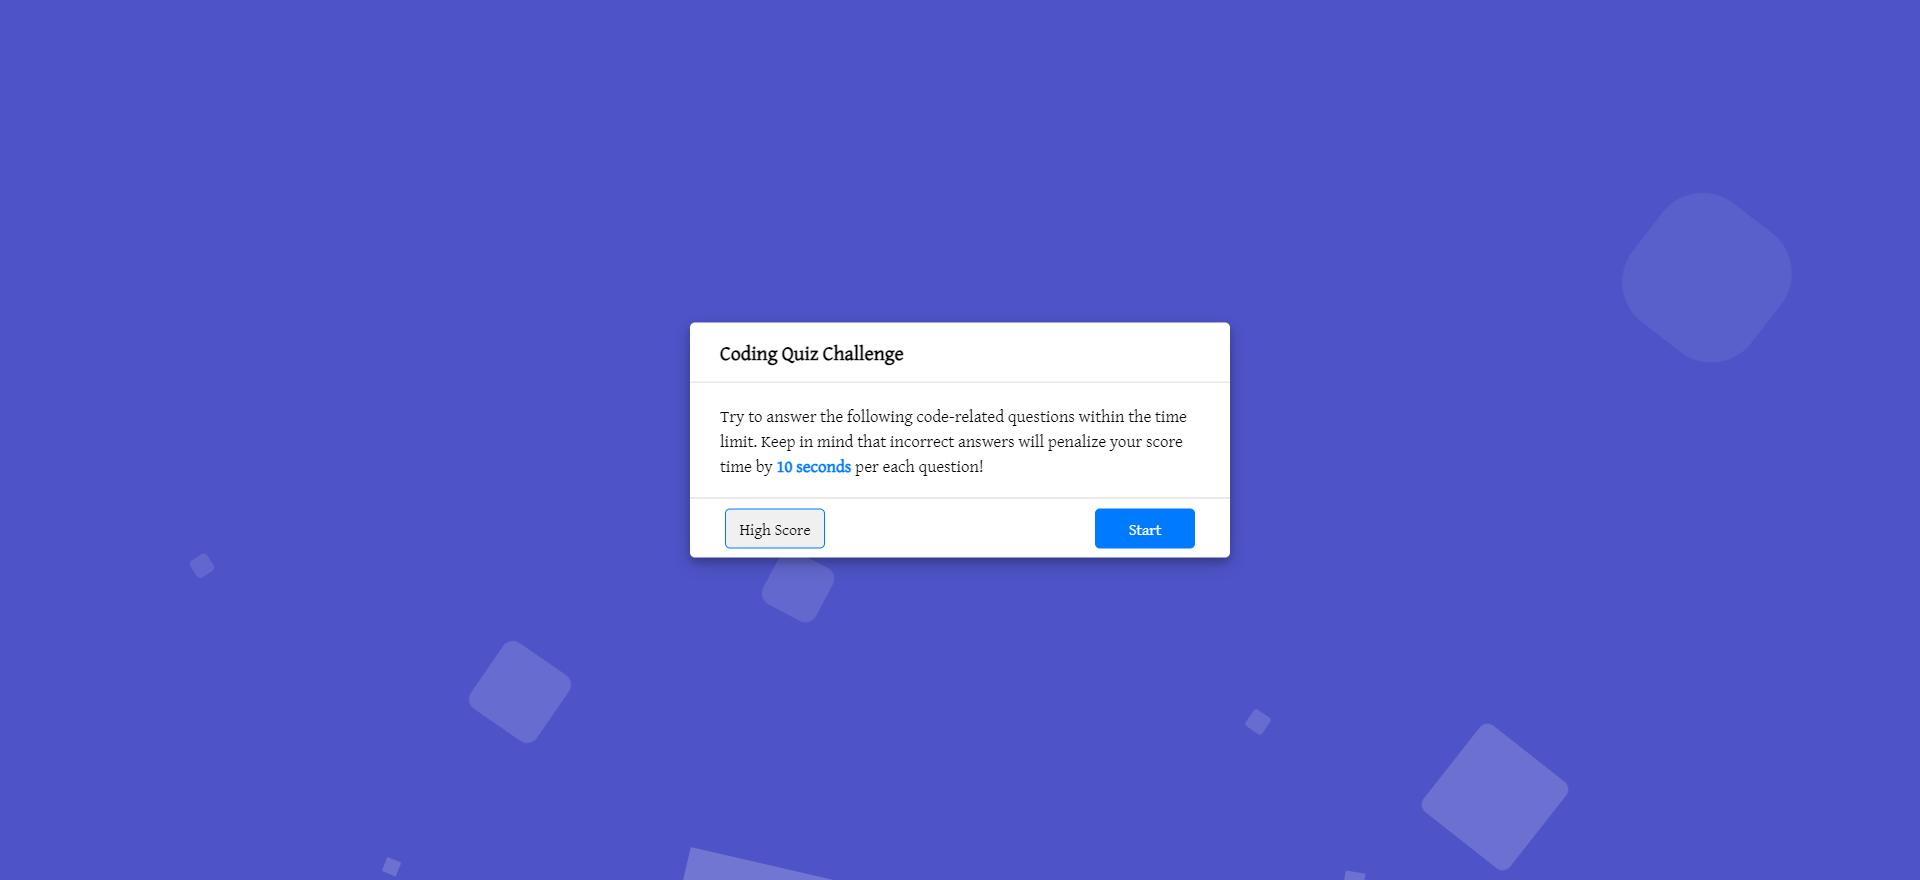 Coding Quiz Challenge
Try to answer the following code-related questions within the time
limit. Keep in mind that incorrect answers will penalize your score
time by 10 seconds per each question!
High Score
Start